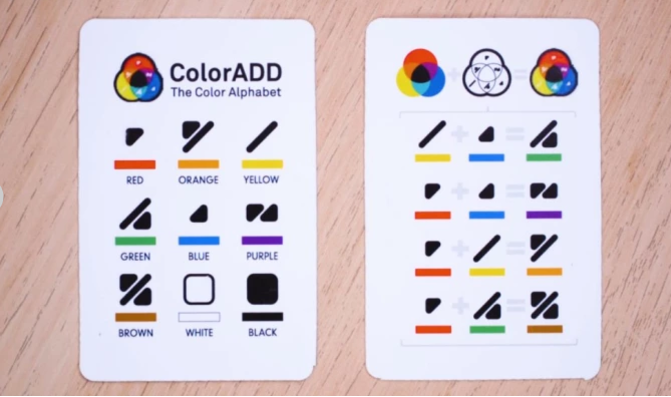 ColorADD
The Color Alphabet
RED ORANGE YELLOW
GREEN BLUE PURPLE
BROWN WHITE BLACK